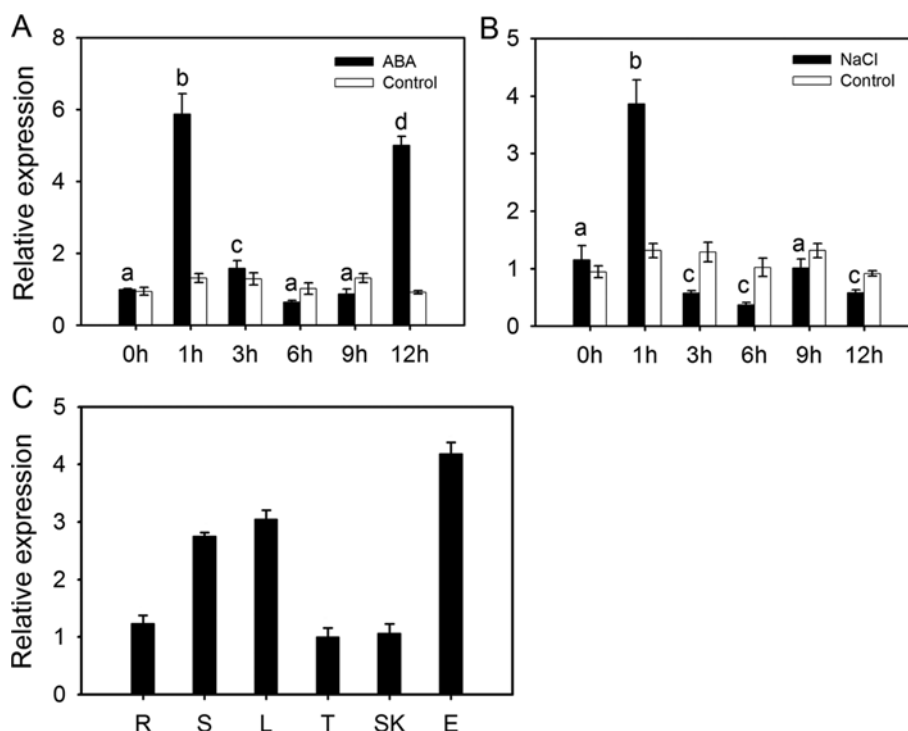 A
Relative expression
8
6
4
2
0
ABA
Control
a
b
c
a
a
d
0h 1h 3h 6h 9h 12h
B
5
4
3
2
1
0
NaCl
Control
a
b
c
c
a
c
0h 1h 3h 6h 9h 12h
C
Relative expression
5
4
3
2
1
0
R S L T SK E